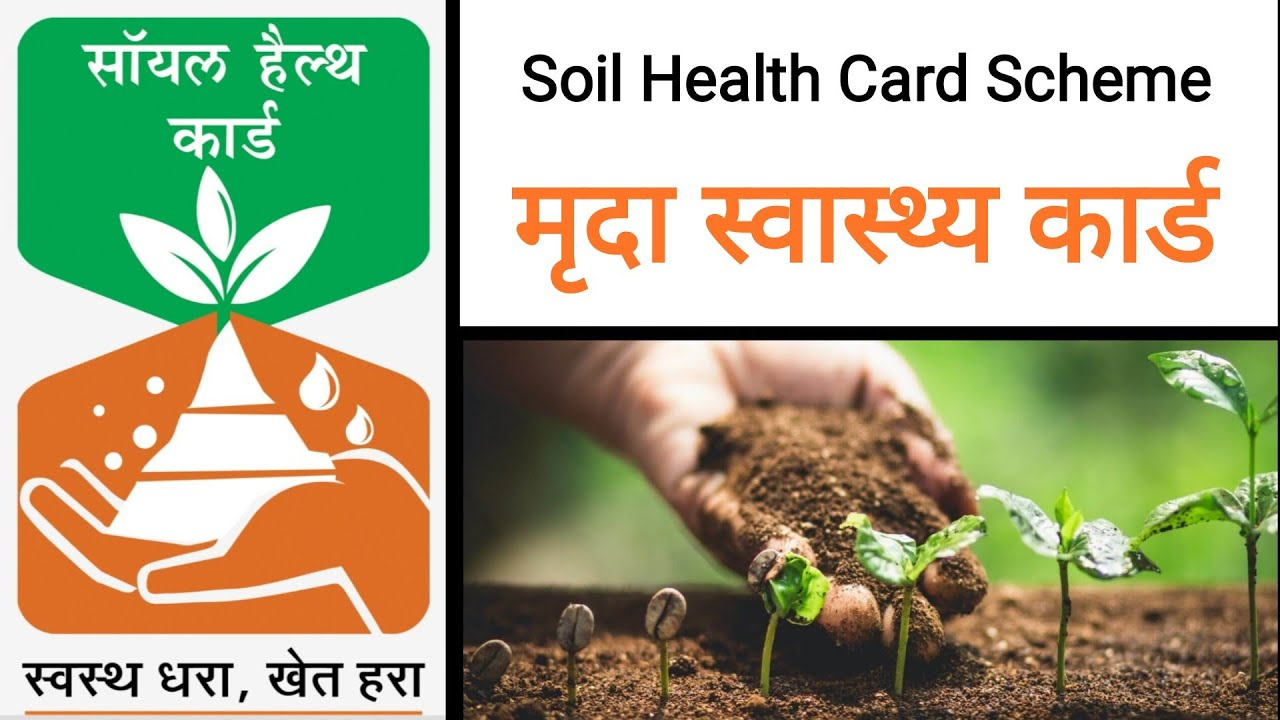 सॉयल हैल्थ
कार्ड
स्वस्थ धरा, खेत हरा
Soil Health Card Scheme
मृदा स्वास्थ्य कार्ड